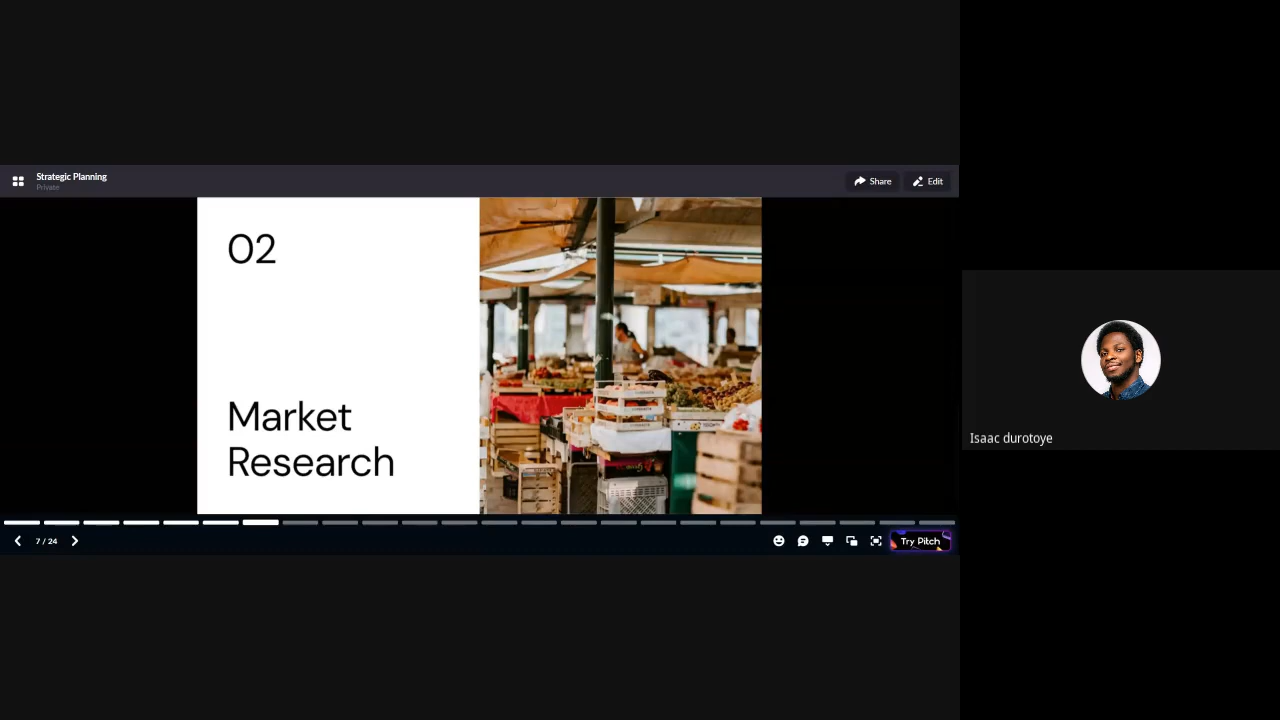 Strategic Planning
Private
Share
Edit
02
Market
Research
7 / 24
Try Pitch
Isaac durotoye